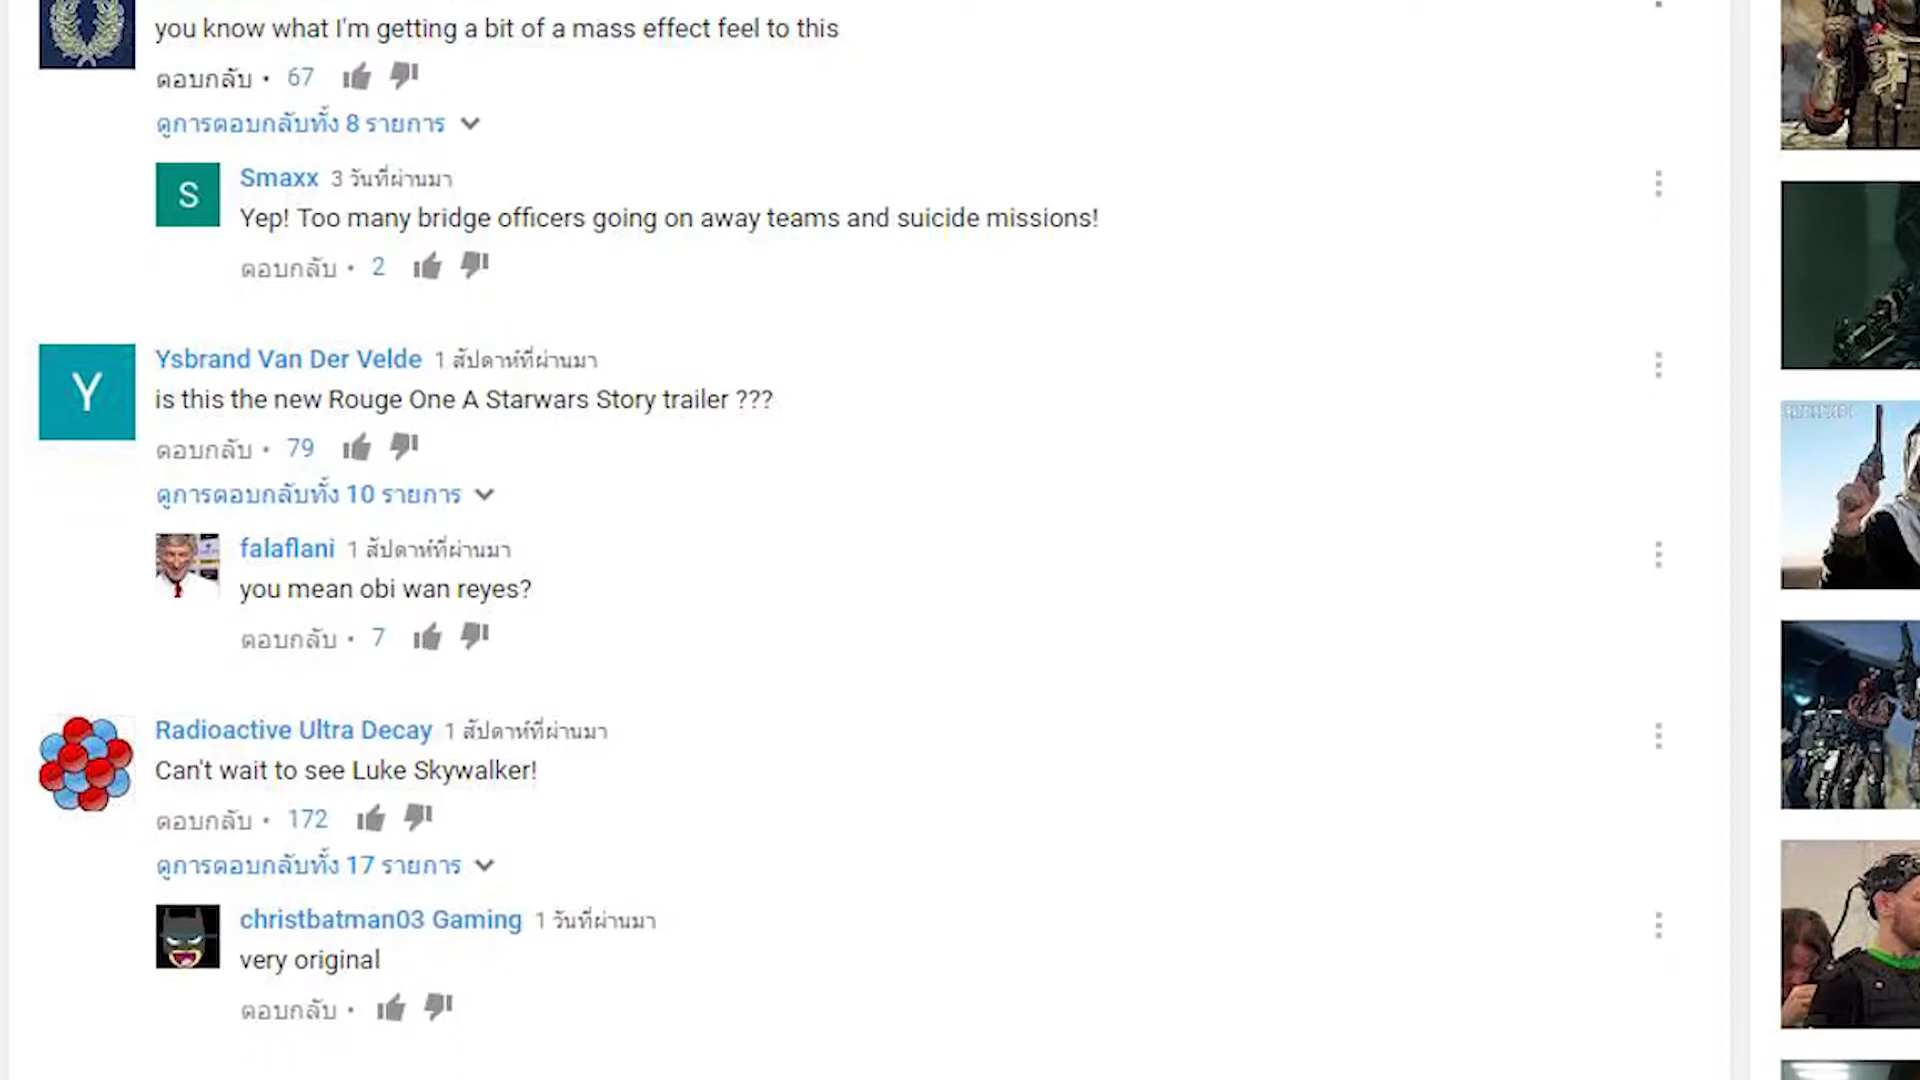 you know what I'm getting a bit of a mass effect feel to this
ตอบกลับ • 67
ดูการตอบกลับทั้ง 8 รายการ
S
Smaxx 3 วันที่ผ่านมา
Yep! Too many bridge officers going on away teams and suicide missions!
ตอบกลับ • 2
Y
Ysbrand Van Der Velde 1 สัปดาห์ที่ผ่านมา
is this the new Rouge One A Starwars Story trailer ???
ตอบกลับ • 79
ดูการตอบกลับทั้ง 10 รายการ
falaflani 1 สัปดาห์ที่ผ่านมา
you mean obi wan reyes?
ตอบกลับ • 7
Radioactive Ultra Decay 1 สัปดาห์ที่ผ่านมา
Can't wait to see Luke Skywalker!
ตอบกลับ • 172
ดูการตอบกลับทั้ง 17 รายการ
christbatman03 Gaming 1 วันที่ผ่านมา
very original
ตอบกลับ •